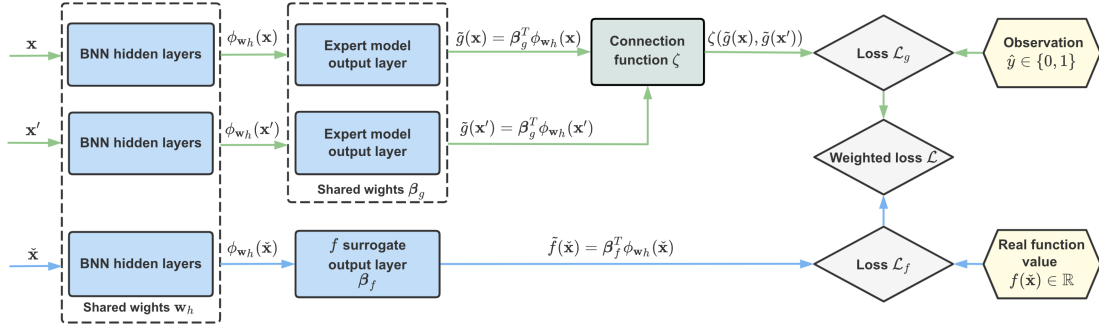 𝐱
BNN hidden layers
ϕ_{𝐰_h}(𝐱)
Expert model
output layer
g̃(𝐱) = 𝜷_g^T ϕ_{𝐰_h}(𝐱)
Connection
function ζ
ζ(g̃(𝐱), g̃(𝐱′))
Loss ℒ_g
Observation
ŷ ∈ {0, 1}
𝐱′
BNN hidden layers
ϕ_{𝐰_h}(𝐱′)
Expert model
output layer
g̃(𝐱′) = 𝜷_g^T ϕ_{𝐰_h}(𝐱′)
Shared wights 𝜷_g
Weighted loss ℒ
𝐱̌
BNN hidden layers
ϕ_{𝐰_h}(𝐱̌)
f surrogate
output layer
𝜷_f
f̃(𝐱̌) = 𝜷_f^T ϕ_{𝐰_h}(𝐱̌)
Loss ℒ_f
Real function
value
f(𝐱̌) ∈ ℝ
Shared wights 𝐰_h